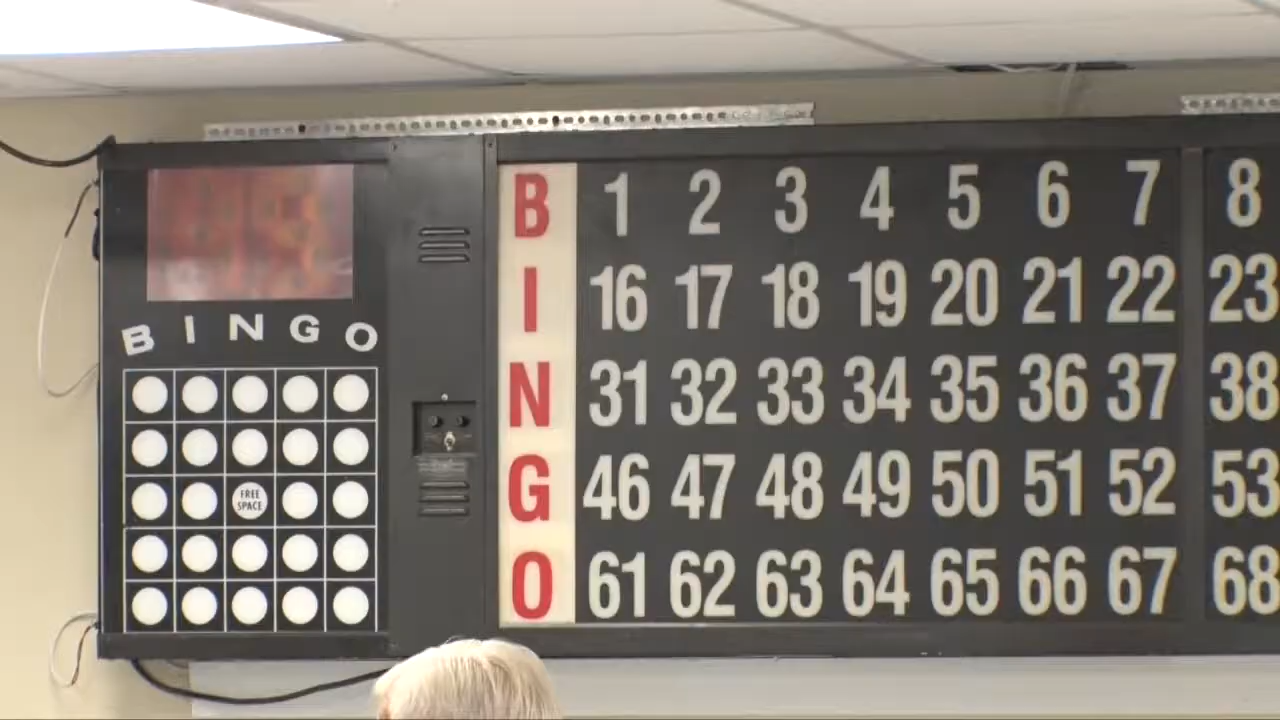 BINGO
FREE
SPACE
B 1 2 3 4 5 6 7 8
I 16 17 18 19 20 21 22 23
N 31 32 33 34 35 36 37 38
G 46 47 48 49 50 51 52 53
O 61 62 63 64 65 66 67 68